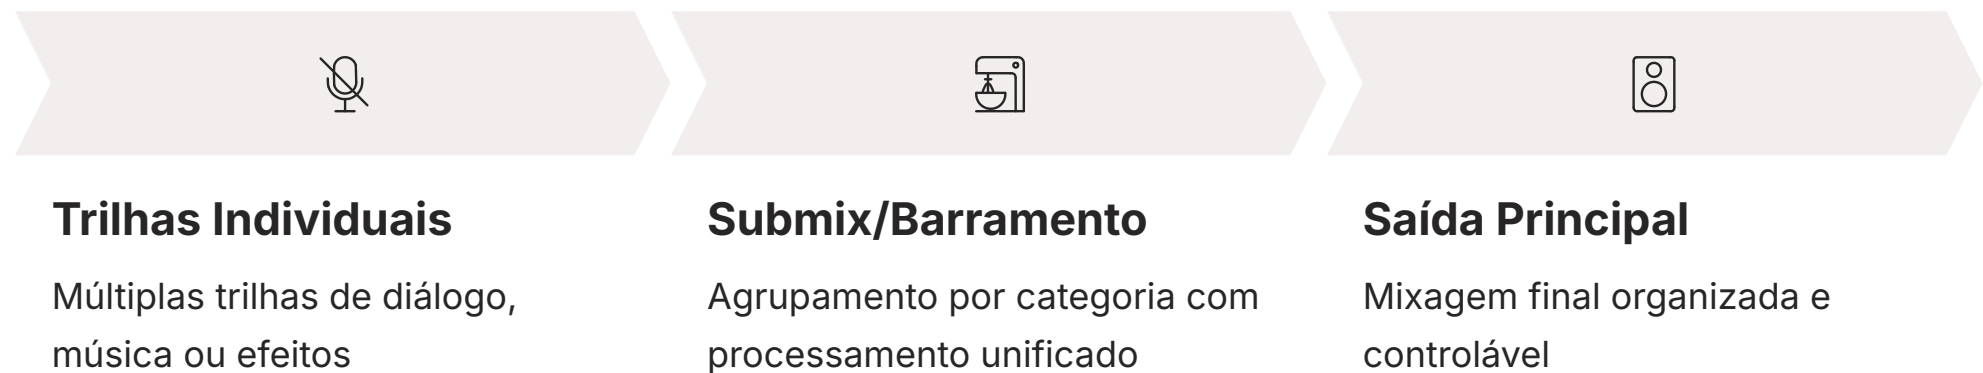 Trilhas Individuais
Múltiplas trilhas de diálogo,
música ou efeitos
Submix/Barramento
Agrupamento por categoria com
processamento unificado
Saída Principal
Mixagem final organizada e
controlável